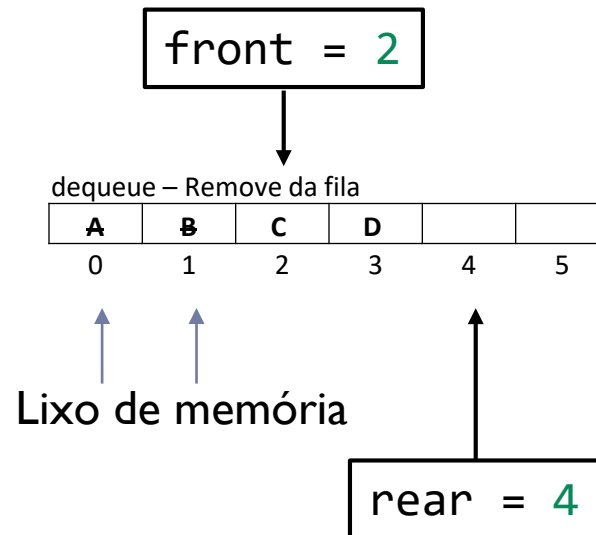 front = 2
dequeue – Remove da fila
A B C D
0 1 2 3 4 5
Lixo de memória
rear = 4